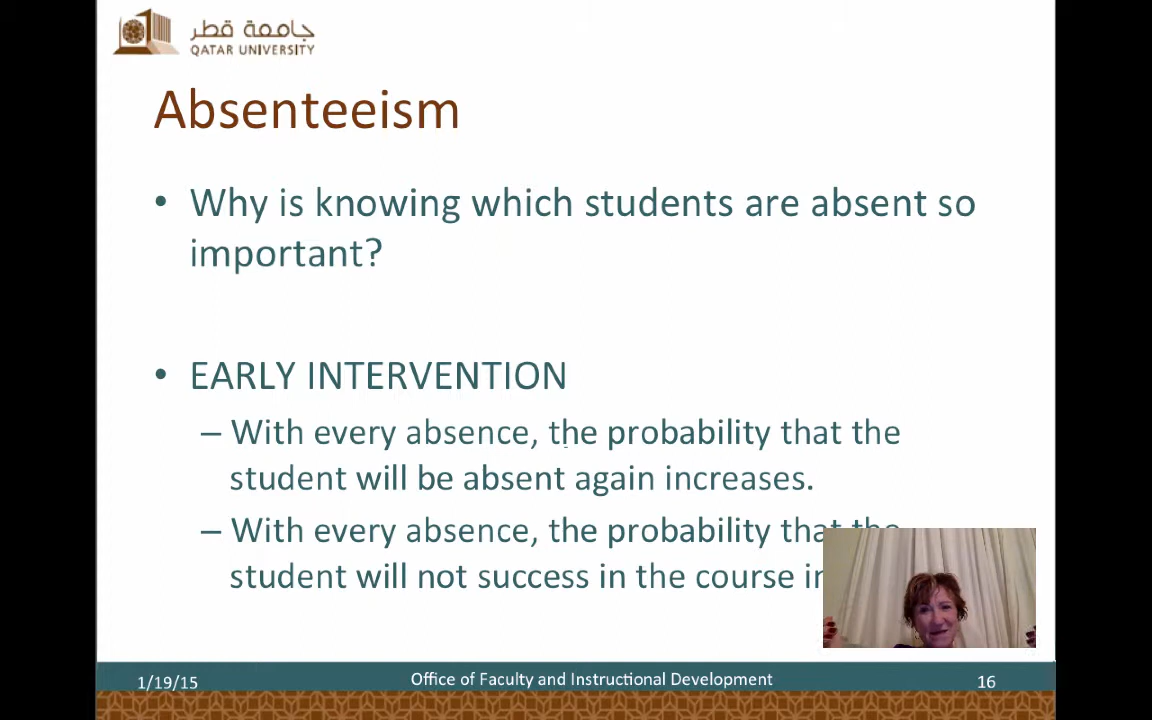 جامعة قطر
QATAR UNIVERSITY
Absenteeism
• Why is knowing which students are absent so
important?
• EARLY INTERVENTION
– With every absence, the probability that the
student will be absent again increases.
– With every absence, the probability that the
student will not success in the course
1/19/15
Office of Faculty and Instructional Development
16